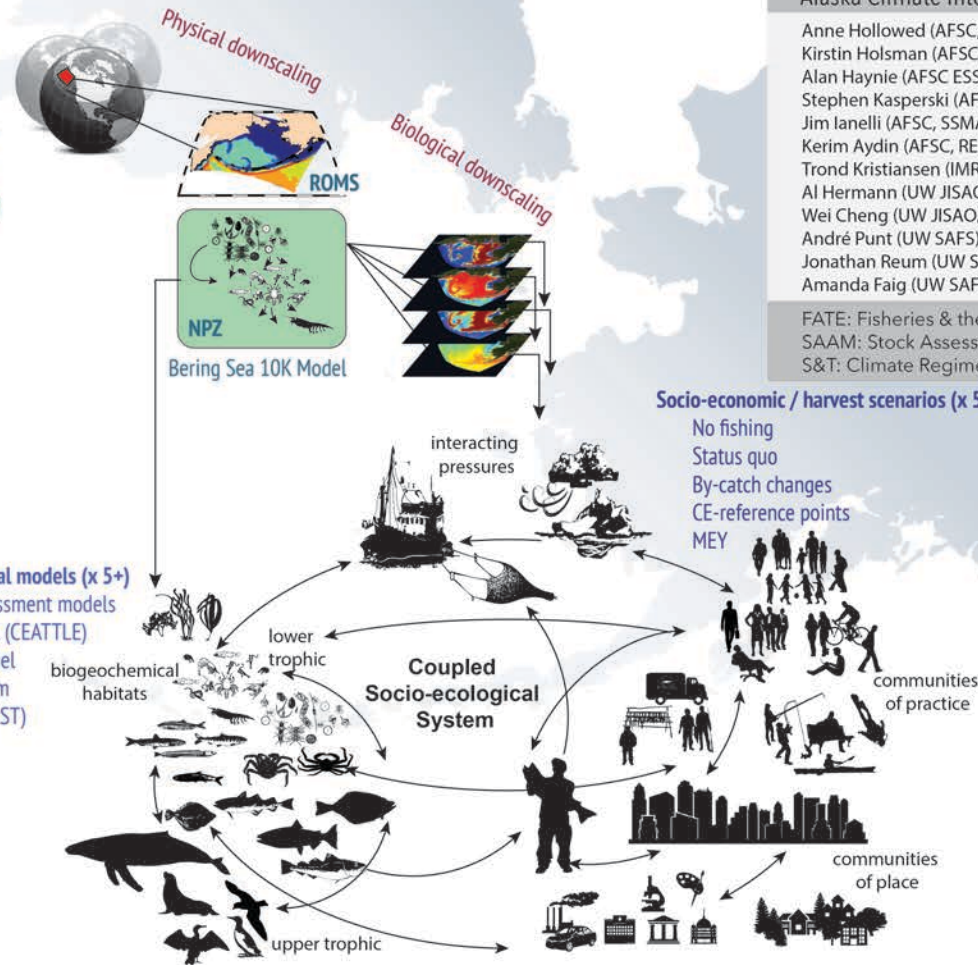 Physical downscaling
ROMS
Biological downscaling
NPZ
Bering Sea 10K Model
Alaska Climate
Anne Hollowed (AFSC,
Kirstin Holsman (AFSC
Alan Haynie (AFSC ESS
Stephen Kasperski (AF
Jim Ianelli (AFSC, SSMA
Kerim Aydin (AFSC, RE
Trond Kristiansen (IMR
Al Hermann (UW JISAO
Wei Cheng (UW JISAO
André Punt (UW SAFS)
Jonathan Reum (UW S
Amanda Faig (UW SAF
FATE: Fisheries & the
SAAM: Stock Assess
S&T: Climate Regime
Socio-economic / harvest scenarios (x 5
No fishing
Status quo
By-catch changes
CE-reference points
MEY
interacting
pressures
al models (x 5+)
essment models
(CEATTLE)
el
m
ST)
biogeochemical
habitats
lower
trophic
Coupled
Socio-ecological
System
communities
of practice
communities
of place
upper trophic